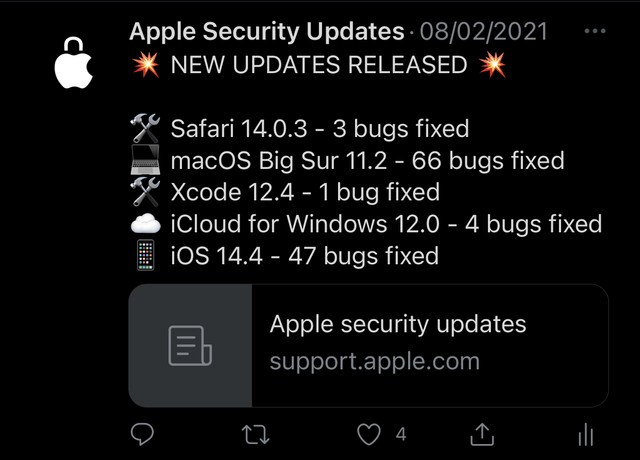 Apple Security Updates · 08/02/2021
💥 NEW UPDATES RELEASED 💥
🛠 Safari 14.0.3 - 3 bugs fixed
💻 macOS Big Sur 11.2 - 66 bugs fixed
🛠 Xcode 12.4 - 1 bug fixed
☁️ iCloud for Windows 12.0 - 4 bugs fixed
📱 iOS 14.4 - 47 bugs fixed
Apple security updates
support.apple.com
4